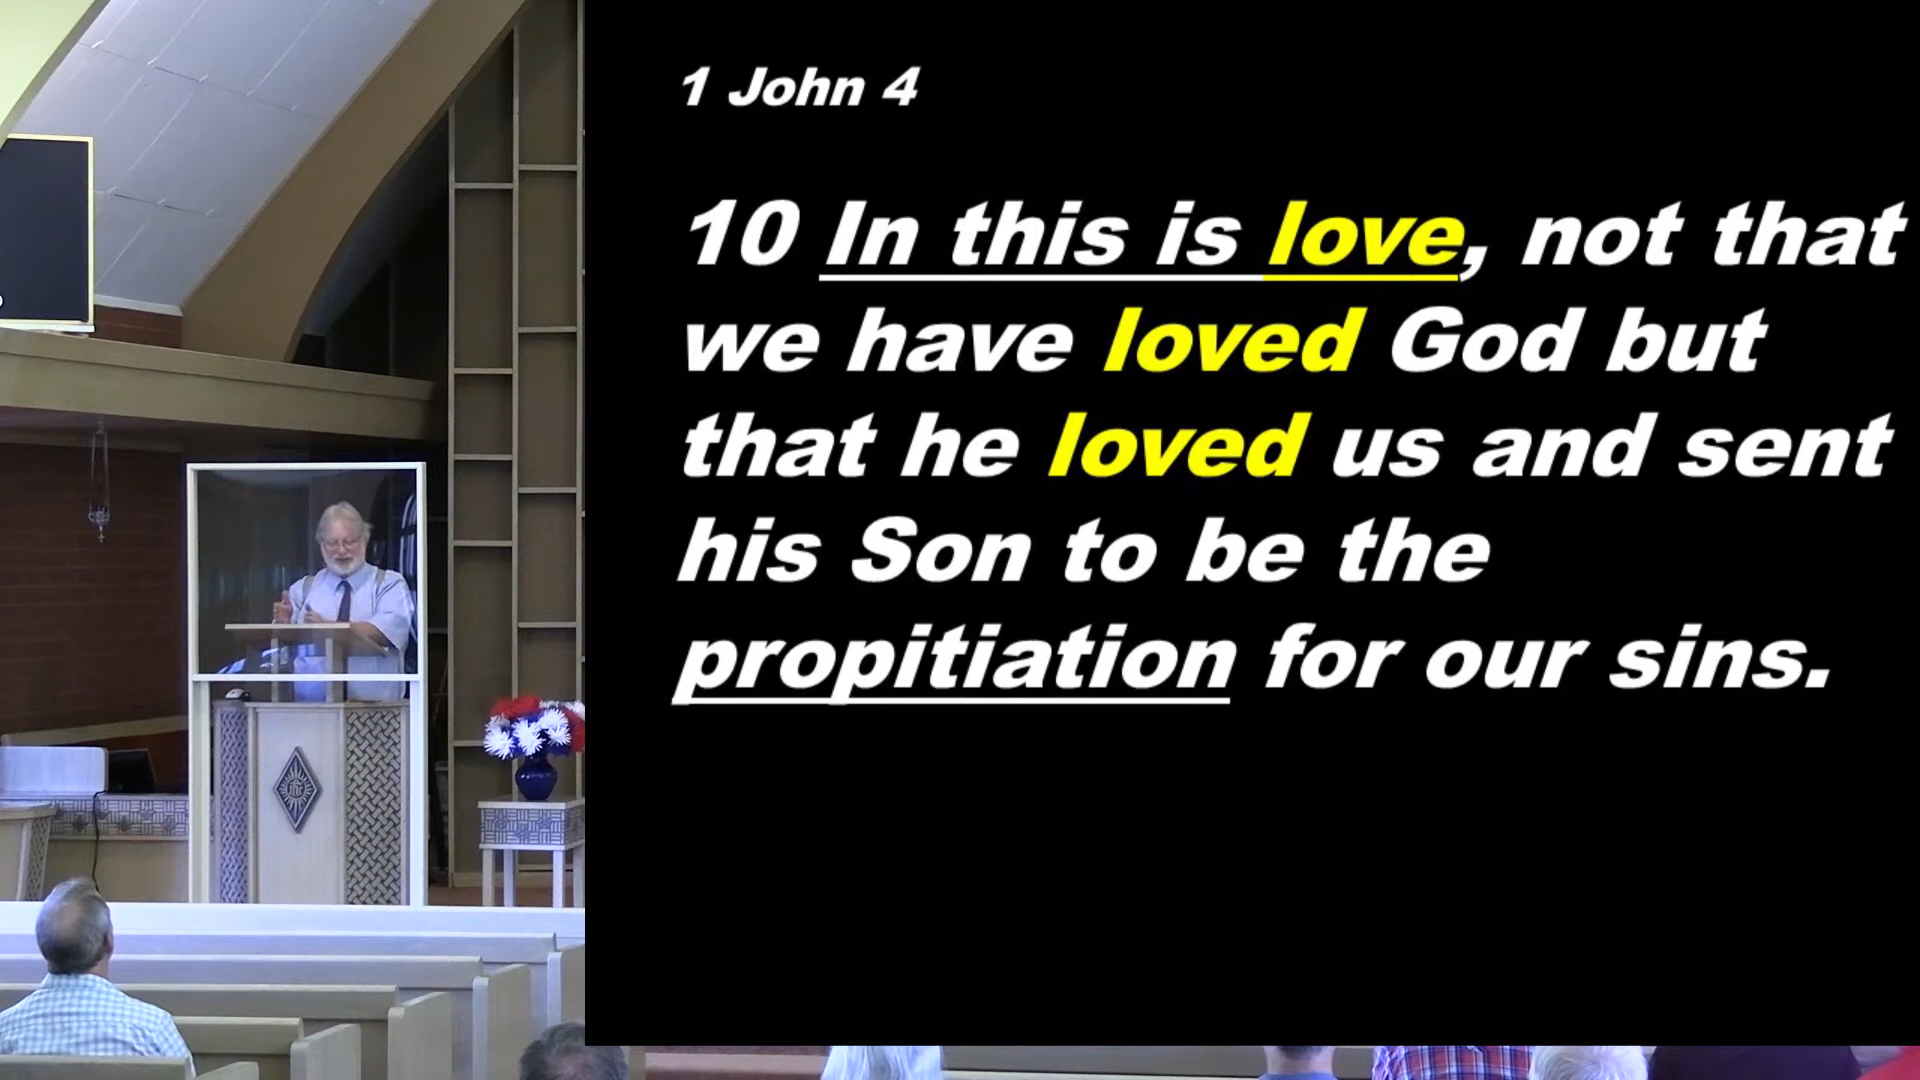 1 John 4
10 In this is love, not that
we have loved God but
that he loved us and sent
his Son to be the
propitiation for our sins.